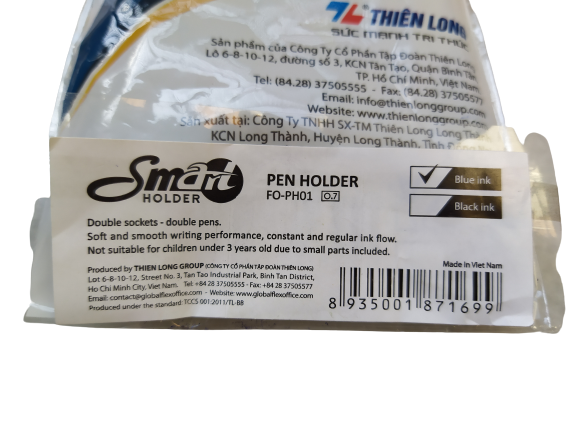 TL THIÊN LONG
SỨC MẠNH TRI THỨC
Sản phẩm của Công Ty Cổ Phần Tập Đoàn Thiên Long
Lô 6-8-10-12, đường số 3, KCN Tân Tạo, Quận Bình Tân
TP. Hồ Chí Minh, Việt Nam
Tel: (84.28) 37505555 - Fax: (84.28) 37505577
Email: info@thienlonggroup.com
Website: www.thienlonggroup.com
Sản xuất tại: Công Ty TNHH SX-TM Thiên Long Long Thành
KCN Long Thành, Huyện Long Thành, Tỉnh
Smart
HOLDER
PEN HOLDER
FO-PH01 0.7
Blue ink
Black ink
Double sockets - double pens.
Soft and smooth writing performance, constant and regular ink flow.
Not suitable for children under 3 years old due to small parts included.
Produced by THIEN LONG GROUP (CÔNG TY CỔ PHẦN TẬP ĐOÀN THIÊN LONG)
Lot 6-8-10-12, Street No. 3, Tan Tao Industrial Park, Binh Tan District,
Ho Chi Minh City, Viet Nam. Tel: +84 28 37505555 - Fax: +84 28 37505577
Email: contact@globalflexoffice.com - Website: www.globalflexoffice.com
Produced under the standard: TCCS 001:2011/TL-BB
Made in Viet Nam
8 935001 871699